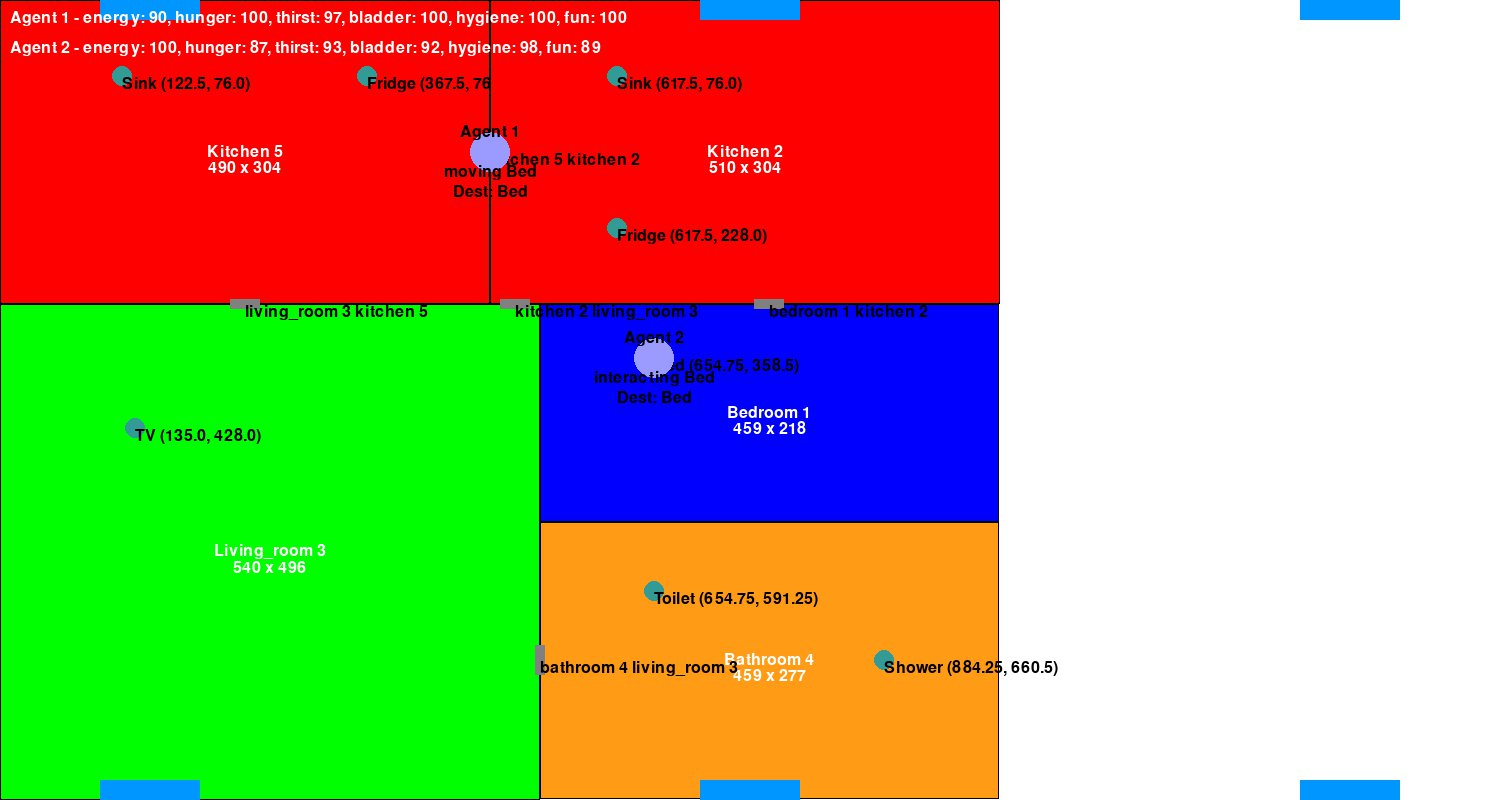 Agent 1 - energy: 90, hunger: 100, thirst: 97, bladder: 100, hygiene: 100, fun: 100
Agent 2 - energy: 100, hunger: 87, thirst: 93, bladder: 92, hygiene: 98, fun: 89
Sink (122.5, 76.0)
Fridge (367.5, 76
Sink (617.5, 76.0)
Agent 1
Kitchen 5
490 x 304
chen 5 kitchen 2
Kitchen 2
510 x 304
moving Bed
Dest: Bed
Fridge (617.5, 228.0)
living_room 3 kitchen 5
kitchen 2 living_room 3
bedroom 1 kitchen 2
Agent 2
d (654.75, 358.5)
interacting Bed
Dest: Bed
Bedroom 1
459 x 218
TV (135.0, 428.0)
Living_room 3
540 x 496
Toilet (654.75, 591.25)
Bathroom 4
459 x 277
bathroom 4 living_room 3
Shower (884.25, 660.5)